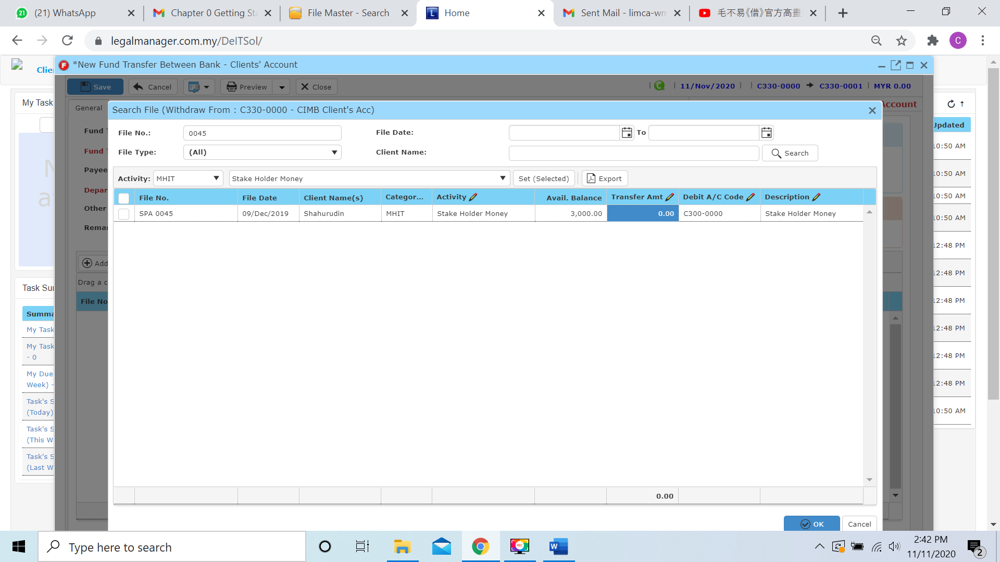 21 (21) WhatsApp Chapter 0 Getting Sta File Master - Search L Home Sent Mail - limca-wm 毛不易《借》官方高畫
legalmanager.com.my/DeITSol/ C
Clie
F *New Fund Transfer Between Bank - Clients' Account
Save Cancel Preview Close C 11/Nov/2020 C330-0000 C330-0001 MYR 0.00
My Task General Account
Search File (Withdraw From : C330-0000 - CIMB Client's Acc)
Updated
File No.: 0045 File Date: To
File Type: (All) Client Name: Search
Activity: MHIT Stake Holder Money Set (Selected) Export
File No. File Date Client Name(s) Categor... Activity Avail. Balance Transfer Amt Debit A/C Code Description
SPA 0045 09/Dec/2019 Shahurudin MHIT Stake Holder Money 3,000.00 0.00 C300-0000 Stake Holder Money
0.00
OK Cancel
Fund T
Fund T
Payee
Depar
Other
Remar
Add
Drag a c
File No
Task Sum
Summa
My Task
My Task
- 0
My Due
Week) -
Task's S
(Today)
Task's S
(This W
Task's S
(Last W
10:50 AM
10:50 AM
10:50 AM
10:50 AM
12:48 PM
12:48 PM
12:48 PM
12:48 PM
12:48 PM
12:48 PM
10:50 AM
Type here to search REC W 2:42 PM
11/11/2020 2